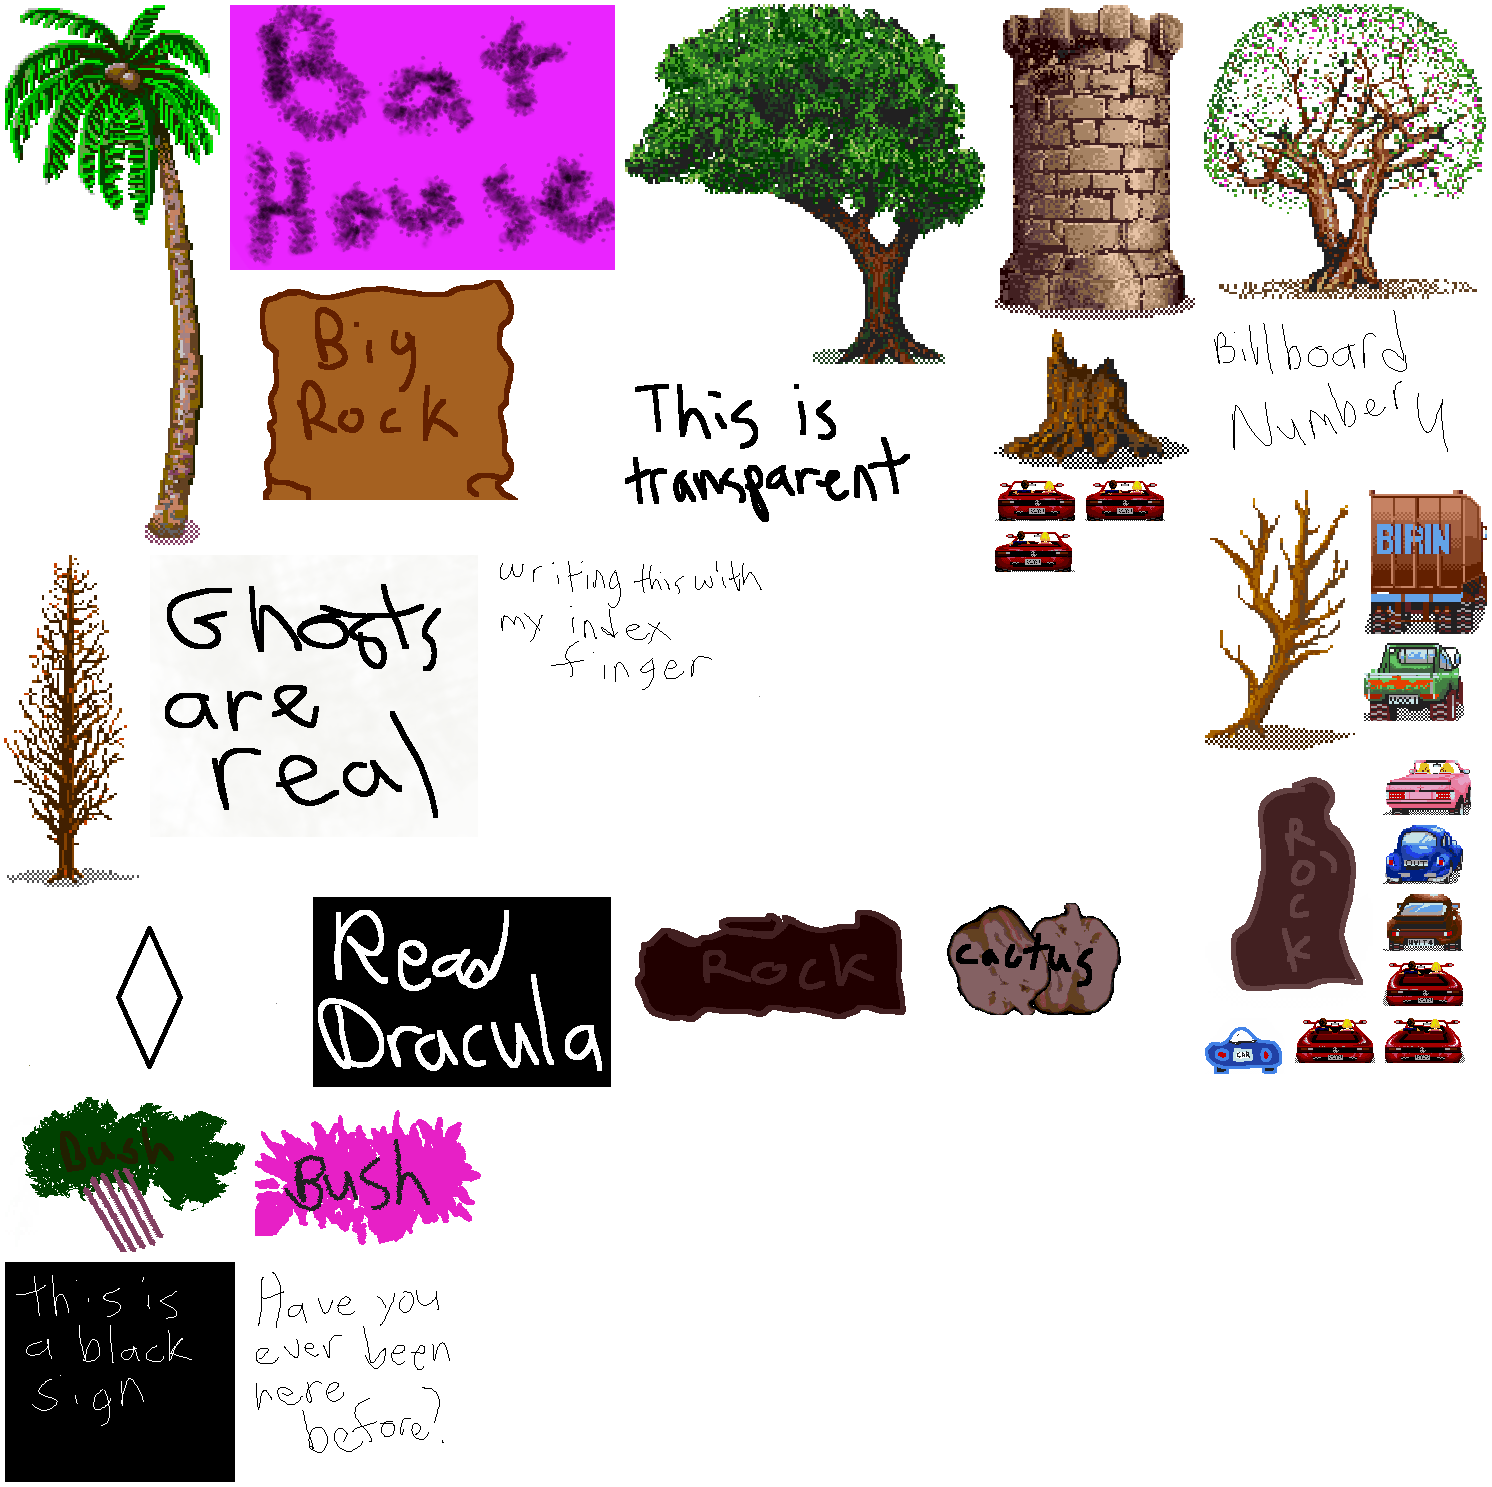 Bat
House
Big
Rock
This is
transparent
Billboard
Number 4
BIRIN
Ghosts
are
real
writing this with
my index
finger
Rock
Read
Dracula
Rock
cactus
CAR
Bush
Bush
this is
a black
sign
Have you
ever been
here
before?